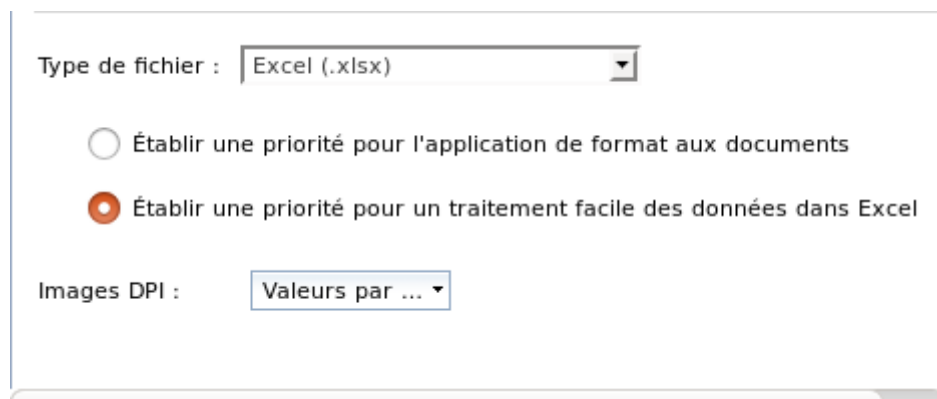 Type de fichier : Excel (.xlsx)
Établir une priorité pour l'application de format aux documents
Établir une priorité pour un traitement facile des données dans Excel
Images DPI : Valeurs par ...